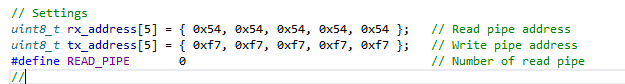 // Settings
uint8_t rx_address[5] = { 0x54, 0x54, 0x54, 0x54, 0x54 }; // Read pipe address
uint8_t tx_address[5] = { 0xf7, 0xf7, 0xf7, 0xf7, 0xf7 }; // Write pipe address
#define READ_PIPE 0 // Number of read pipe
//